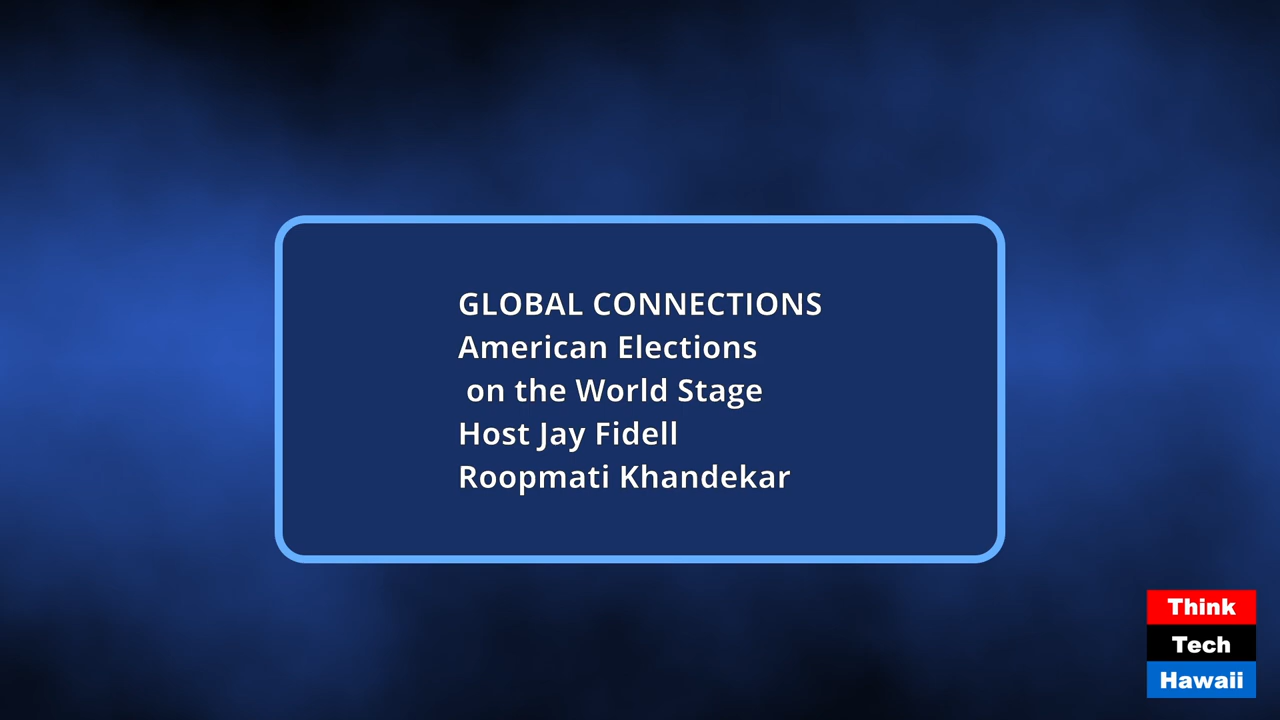 GLOBAL CONNECTIONS
American Elections
on the World Stage
Host Jay Fidell
Roopmati Khandekar
Think
Tech
Hawaii